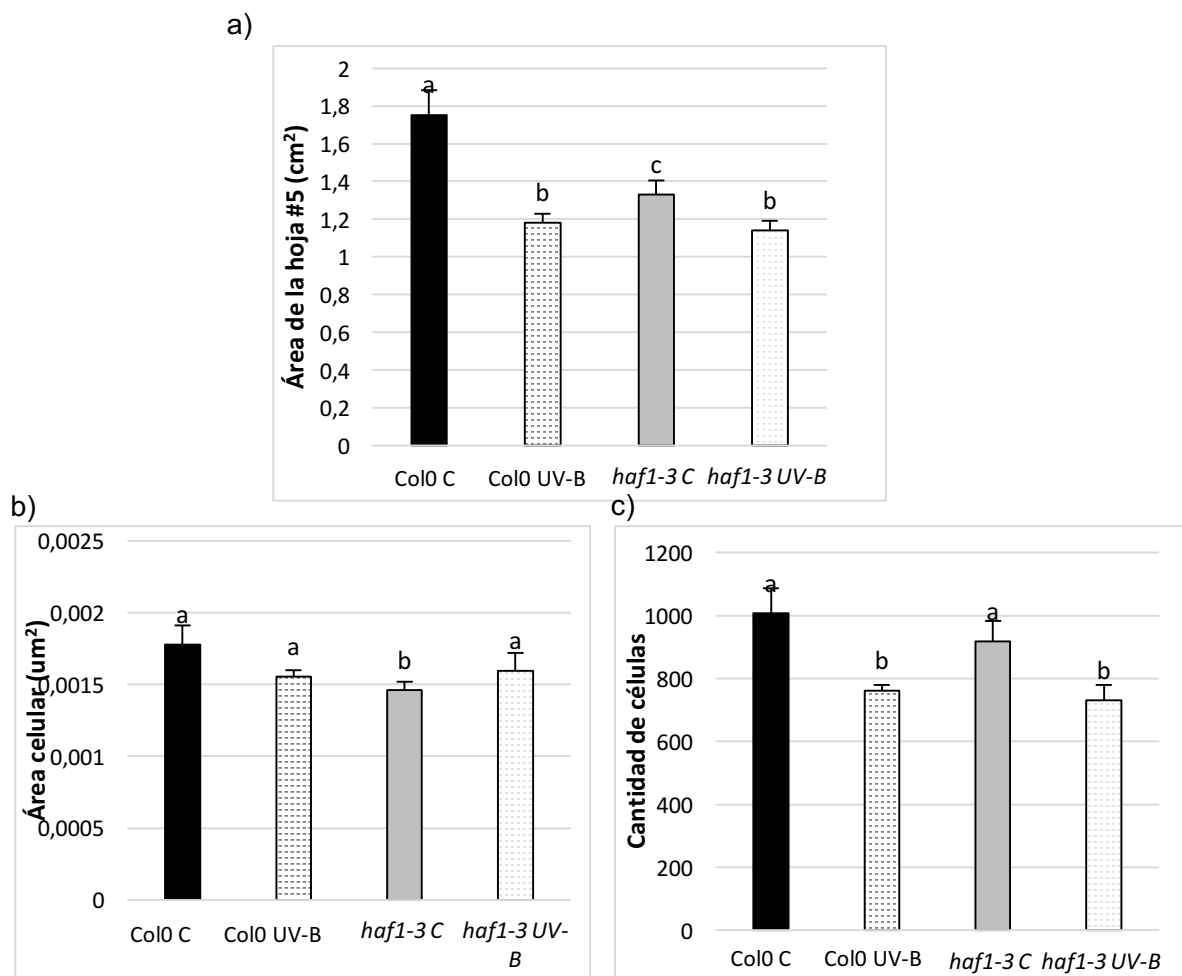 a)
Área de la hoja #5 (cm²)
2
1,8
1,6
1,4
1,2
1
0,8
0,6
0,4
0,2
0
a
b
c
b
Col0 C
Col0 UV-B
haf1-3 C
haf1-3 UV-B
b)
Área celular (um²)
0,0025
0,002
0,0015
0,001
0,0005
0
a
a
b
a
Col0 C
Col0 UV-B
haf1-3 C
haf1-3 UV-
B
c)
Cantidad de células
1200
1000
800
600
400
200
0
a
b
a
b
Col0 C
Col0 UV-B
haf1-3 C
haf1-3 UV-B